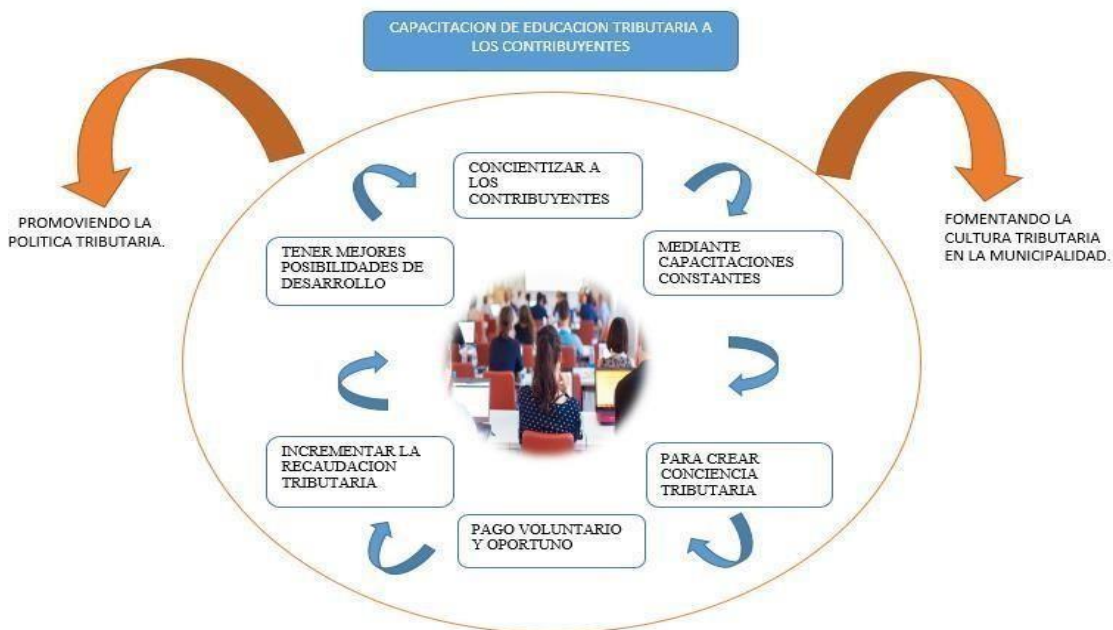 CAPACITACION DE EDUCACION TRIBUTARIA A
LOS CONTRIBUYENTES
PROMOVIENDO LA
POLITICA TRIBUTARIA.
CONCIENTIZAR A
LOS
CONTRIBUYENTES
FOMENTANDO LA
CULTURA TRIBUTARIA
EN LA MUNICIPALIDAD.
TENER MEJORES
POSIBILIDADES DE
DESARROLLO
MEDIANTE
CAPACITACIONES
CONSTANTES
INCREMENTAR LA
RECAUDACION
TRIBUTARIA
PARA CREAR
CONCIENCIA
TRIBUTARIA
PAGO VOLUNTARIO
Y OPORTUNO